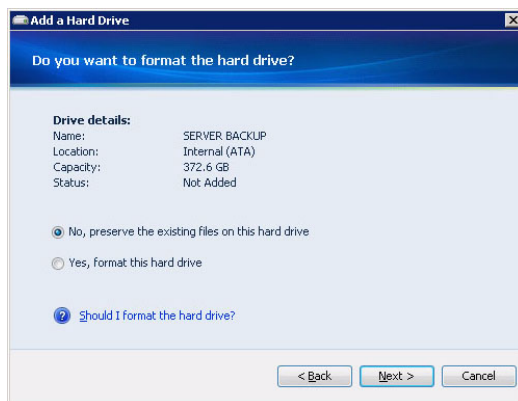 Add a Hard Drive
Do you want to format the hard drive?
Drive details:
Name: SERVER BACKUP
Location: Internal (ATA)
Capacity: 372.6 GB
Status: Not Added
No, preserve the existing files on this hard drive
Yes, format this hard drive
Should I format the hard drive?
< Back Next > Cancel